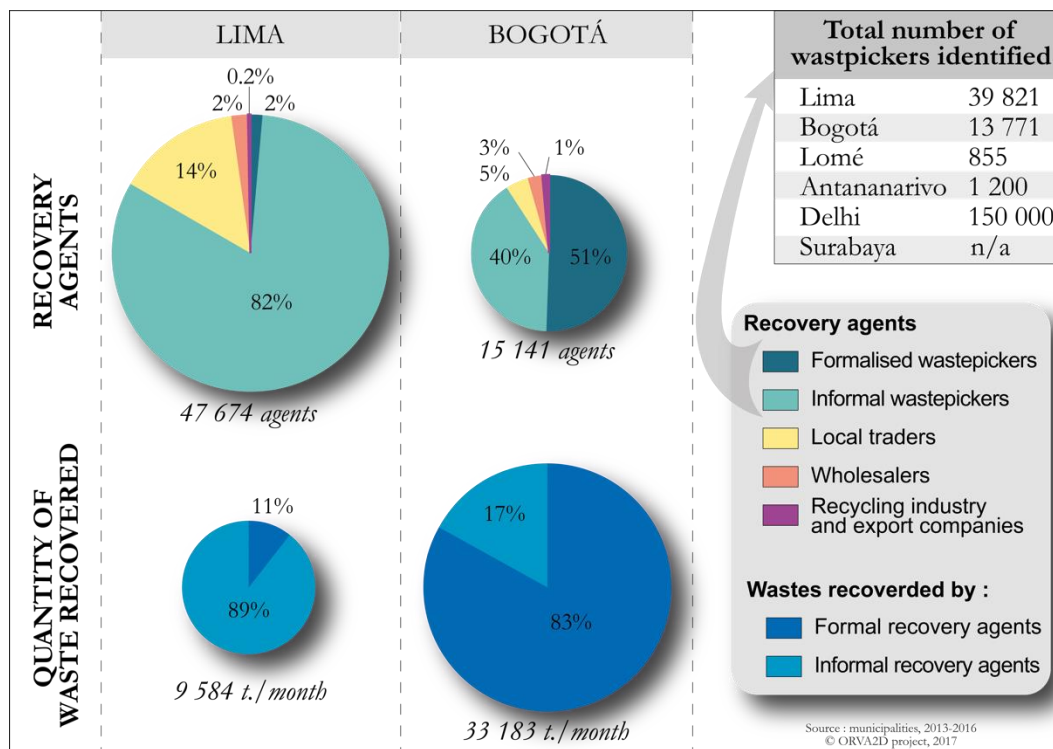 LIMA
BOGOTÁ
RECOVERY
AGENTS
0.2%
2%
2%
14%
82%
47 674 agents
3%
1%
5%
40%
51%
15 141 agents
QUANTITY OF
WASTE RECOVERED
11%
89%
9 584 t./month
17%
83%
33 183 t./month
Total number of
wastpickers identified
Lima 39 821
Bogotá 13 771
Lomé 855
Antananarivo 1 200
Delhi 150 000
Surabaya n/a
Recovery agents
Formalised wastepickers
Informal wastepickers
Local traders
Wholesalers
Recycling industry
and export companies
Wastes recoverded by :
Formal recovery agents
Informal recovery agents
Source : municipalities, 2013-2016
© ORVA2D project, 2017